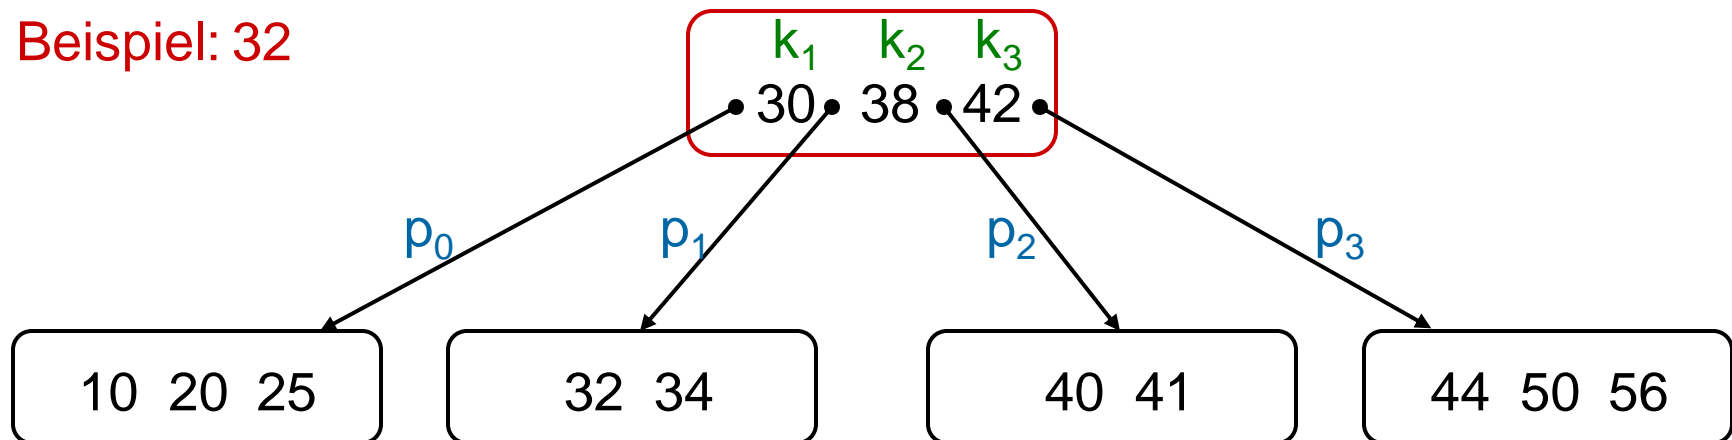 Beispiel: 32
k₁ k₂ k₃
30 38 42
p₀ p₁ p₂ p₃
10 20 25 32 34 40 41 44 50 56